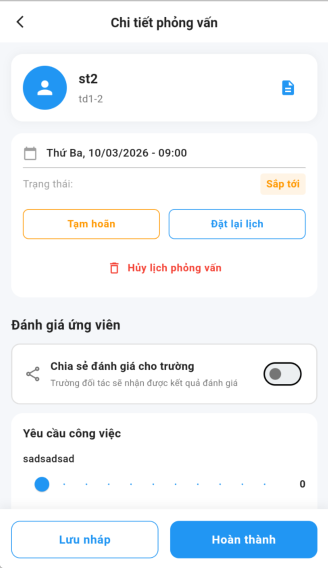 Chi tiết phỏng vấn
st2
td1-2
Thứ Ba, 10/03/2026 - 09:00
Trạng thái:
Sắp tới
Tạm hoãn
Đặt lại lịch
Hủy lịch phỏng vấn
Đánh giá ứng viên
Chia sẻ đánh giá cho trường
Trường đối tác sẽ nhận được kết quả đánh giá
Yêu cầu công việc
sadsadsad
0
Lưu nháp
Hoàn thành